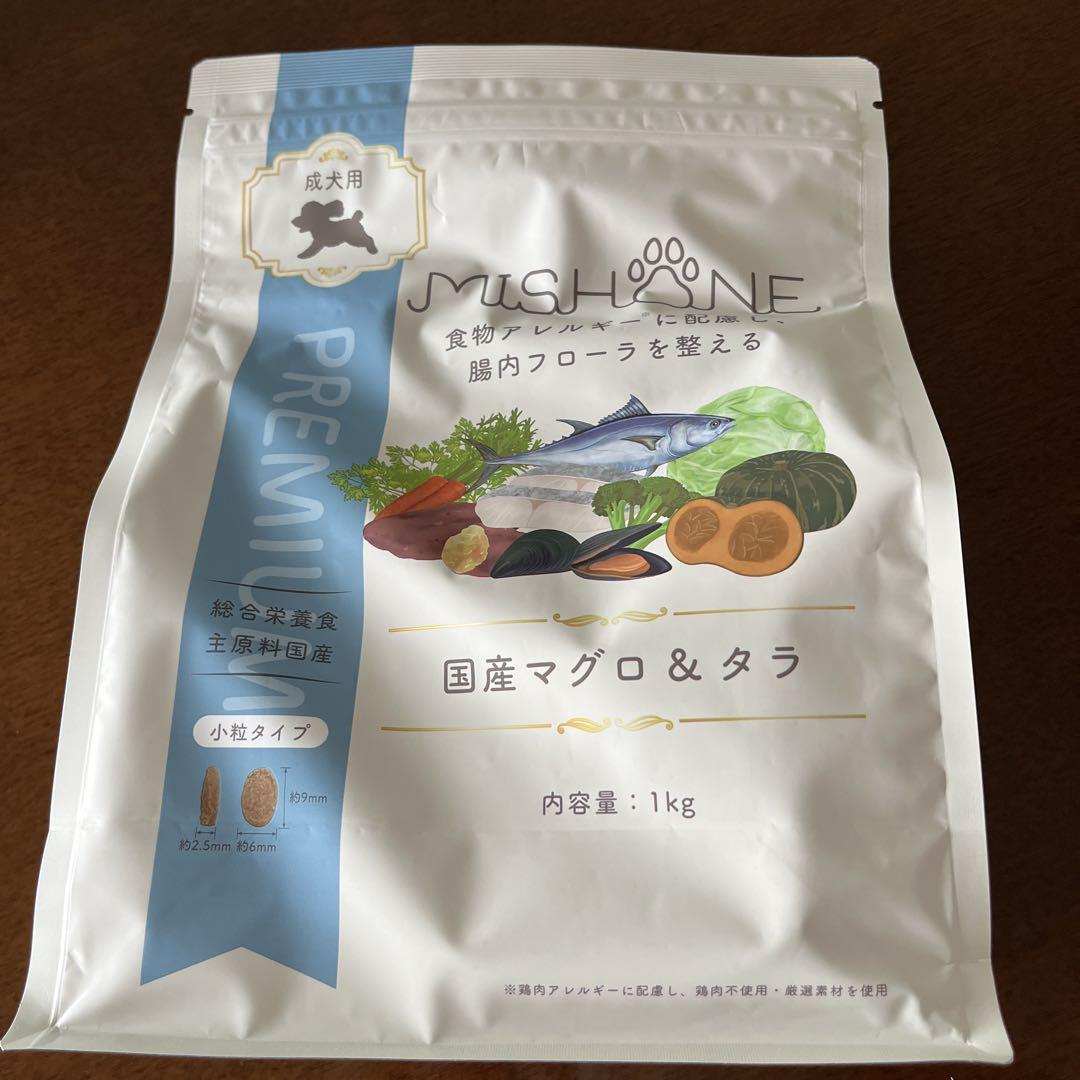 成犬用
MISHONE
食物アレルギー※に配慮し、
腸内フローラを整える
PREMIUM
総合栄養食
主原料国産
小粒タイプ
約9mm
約2.5mm 約6mm
国産マグロ & タラ
内容量：1kg
※鶏肉アレルギーに配慮し、鶏肉不使用・厳選素材を使用